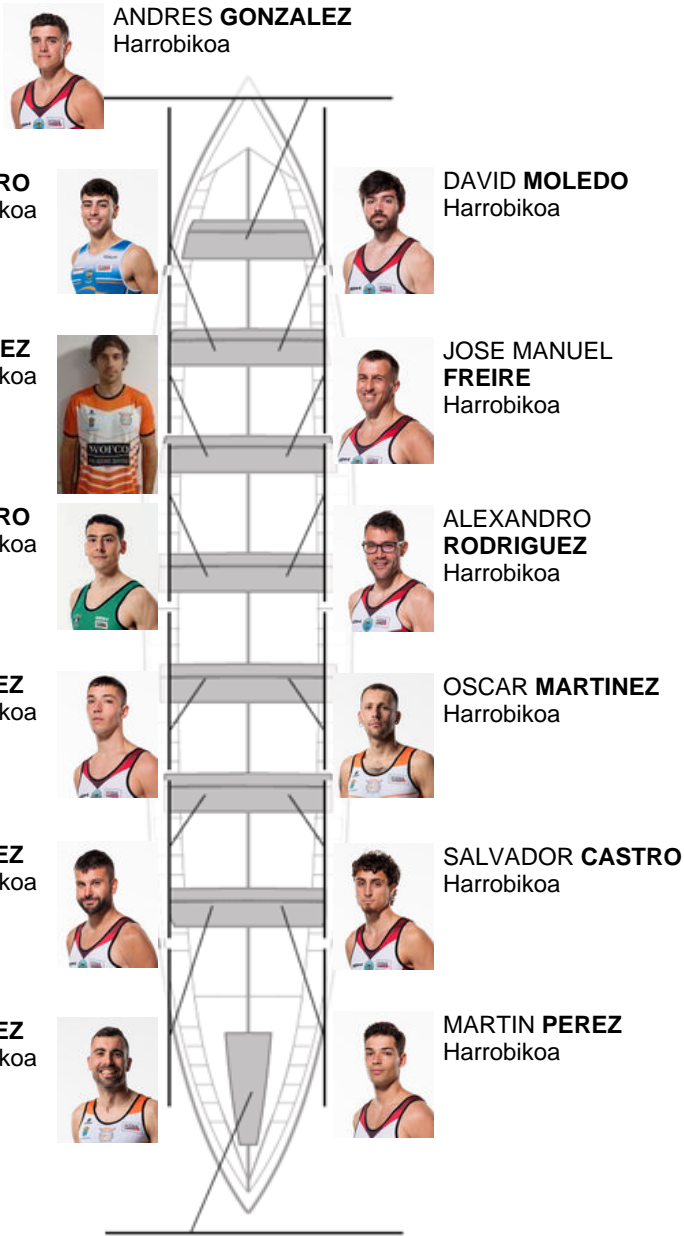 ANDRES GONZALEZ
Harrobikoa
RO
koa
DAVID MOLEDO
Harrobikoa
EZ
koa
WOFCO
JOSE MANUEL
FREIRE
Harrobikoa
RO
koa
ALEXANDRO
RODRIGUEZ
Harrobikoa
EZ
koa
OSCAR MARTINEZ
Harrobikoa
EZ
koa
SALVADOR CASTRO
Harrobikoa
EZ
koa
MARTIN PEREZ
Harrobikoa